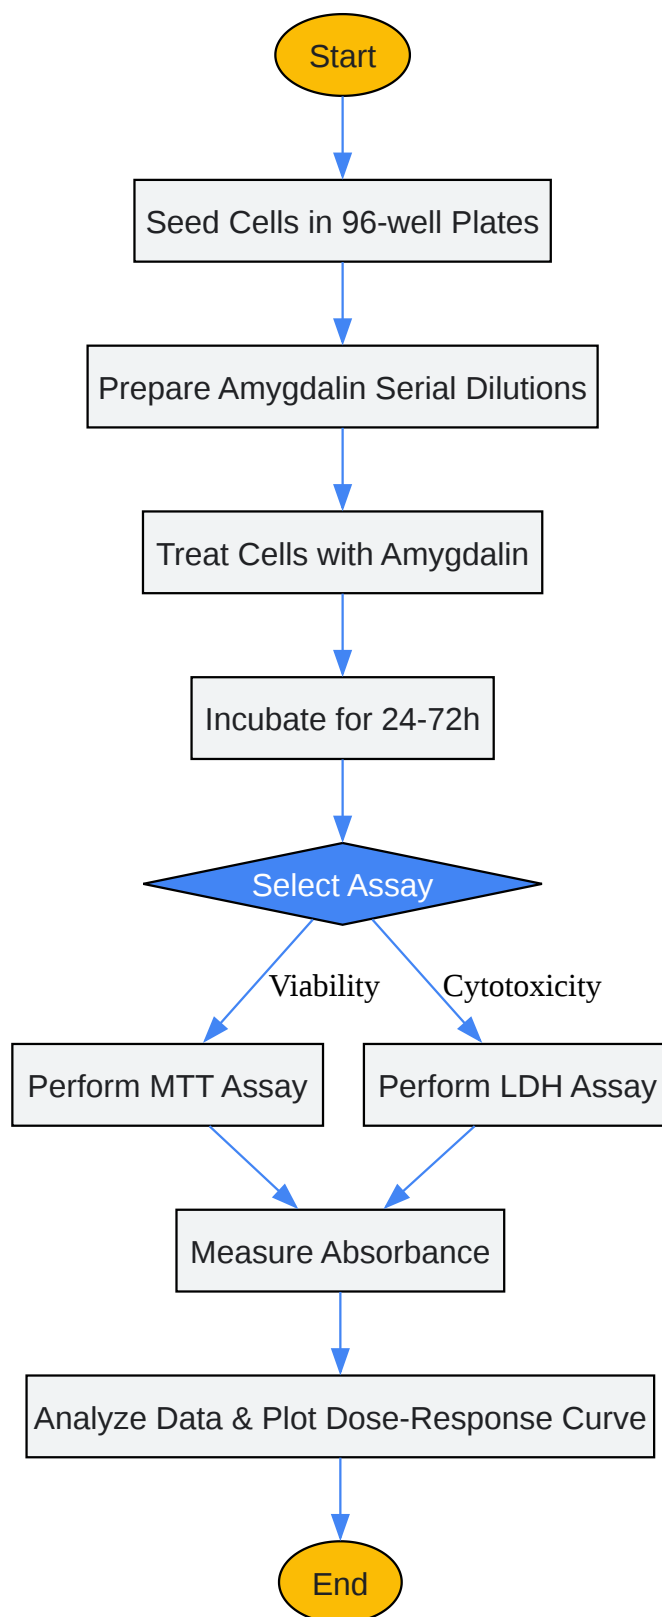 Start
Seed Cells in 96-well Plates
Prepare Amygdalin Serial Dilutions
Treat Cells with Amygdalin
Incubate for 24-72h
Select Assay
Viability
Cytotoxicity
Perform MTT Assay
Perform LDH Assay
Measure Absorbance
Analyze Data & Plot Dose-Response Curve
End